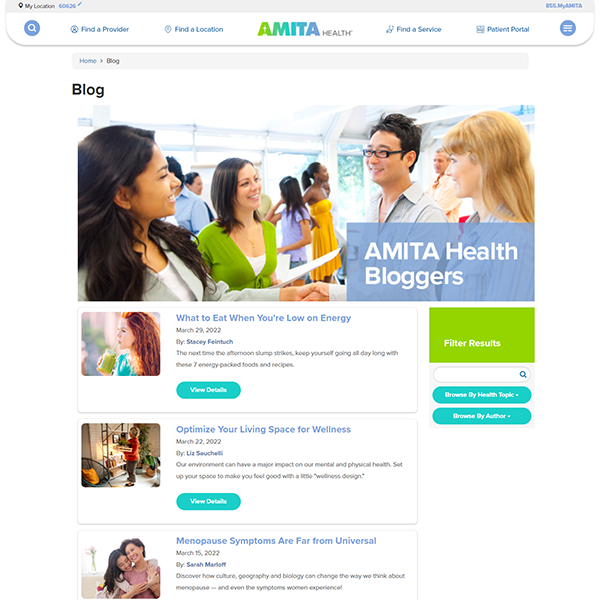 My Location 60626
855.MyAMITA
Find a Provider
Find a Location
AMITA HEALTH
Find a Service
Patient Portal
Home > Blog
Blog
AMITA Health
Bloggers
What to Eat When You're Low on Energy
March 29, 2022
By: Stacey Feintuch
The next time the afternoon slump strikes, keep yourself going all day long with
these 7 energy-packed foods and recipes.
View Details
Filter Results
Browse By Health Topic
Browse By Author
Optimize Your Living Space for Wellness
March 22, 2022
By: Liz Sauchelli
Our environment can have a major impact on our mental and physical health. Set
up your space to make you feel good with a little "wellness design."
View Details
Menopause Symptoms Are Far from Universal
March 15, 2022
By: Sarah Marloff
Discover how culture, geography and biology can change the way we think about
menopause — and even the symptoms women experience!